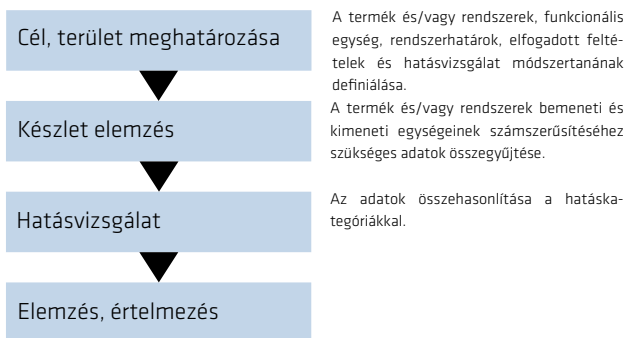 Cél, terület meghatározása
A termék és/vagy rendszerek, funkcionális
egység, rendszerhatárok, elfogadott felté-
telek és hatásvizsgálat módszertanának
definiálása.
Készlet elemzés
A termék és/vagy rendszerek bemeneti és
kimeneti egységeinek számszerűsítéséhez
szükséges adatok összegyűjtése.
Hatásvizsgálat
Az adatok összehasonlítása a hatáska-
tegóriákkal.
Elemzés, értelmezés